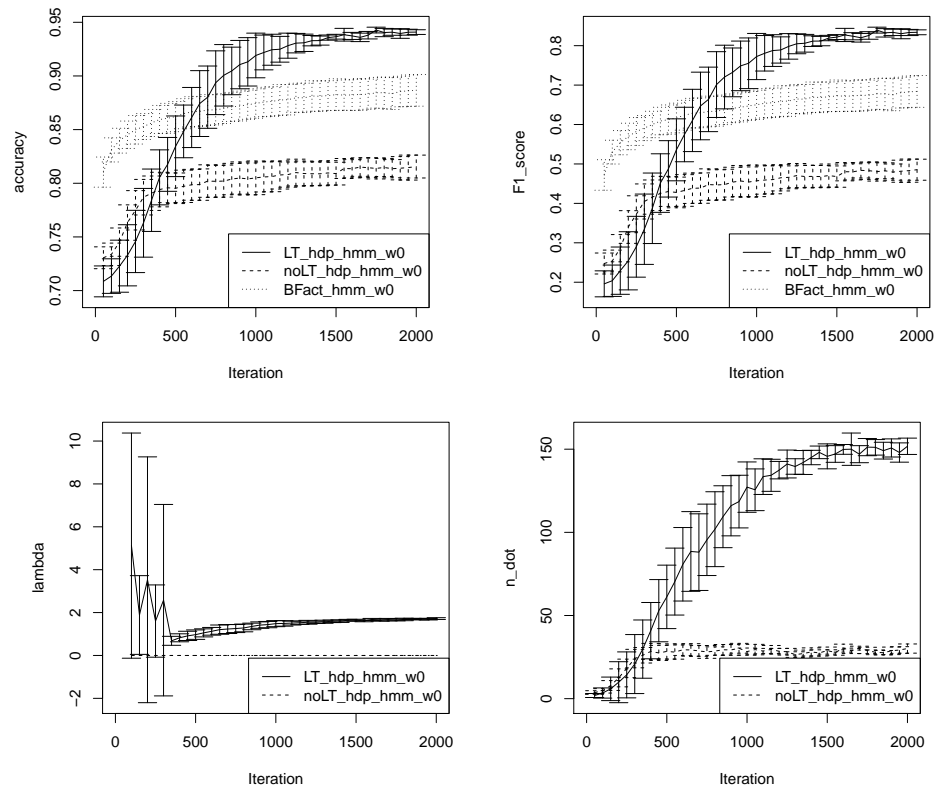 accuracy
0.95
0.90
0.85
0.80
0.75
0.70
LT_hdp_hmm_w0
noLT_hdp_hmm_w0
BFact_hmm_w0
0 500 1000 1500 2000
Iteration
F1_score
0.8
0.7
0.6
0.5
0.4
0.3
0.2
LT_hdp_hmm_w0
noLT_hdp_hmm_w0
BFact_hmm_w0
0 500 1000 1500 2000
Iteration
lambda
10
8
6
4
2
0
−2
LT_hdp_hmm_w0
noLT_hdp_hmm_w0
0 500 1000 1500 2000
Iteration
n_dot
150
100
50
0
LT_hdp_hmm_w0
noLT_hdp_hmm_w0
0 500 1000 1500 2000
Iteration